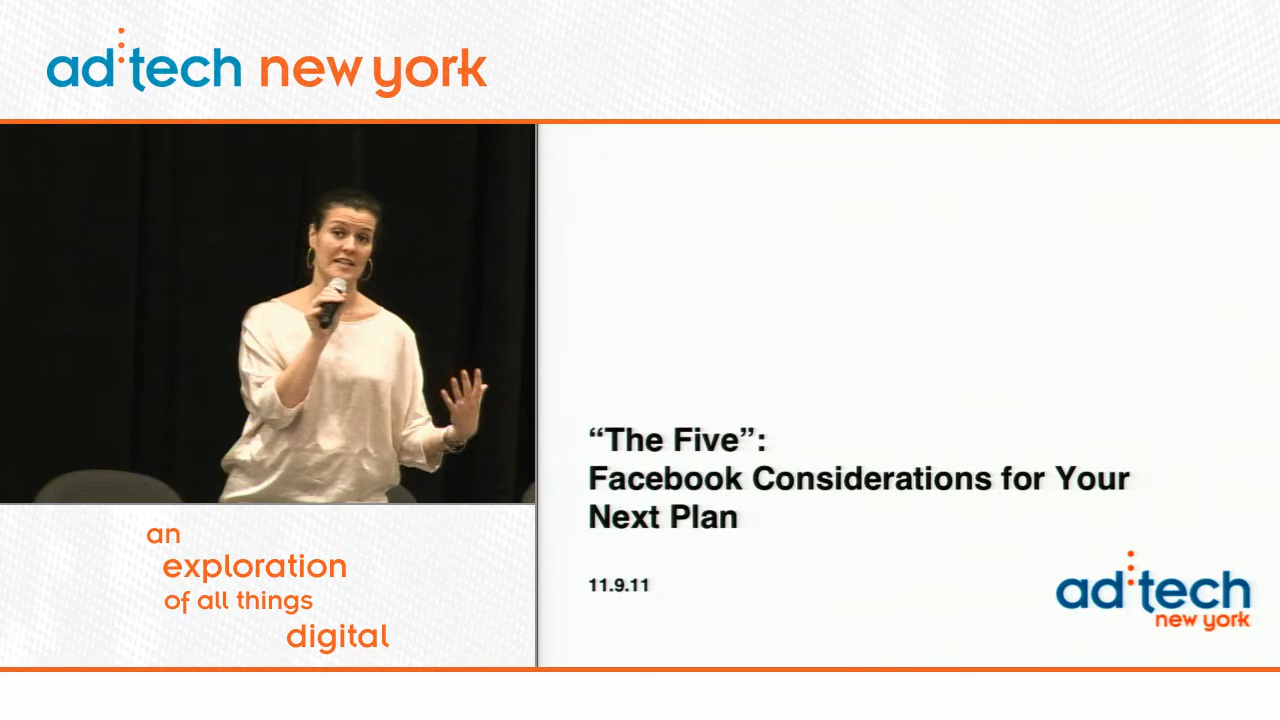 ad:tech new york
"The Five":
Facebook Considerations for Your
Next Plan
11.9.11
ad:tech
new york
an
exploration
of all things
digital